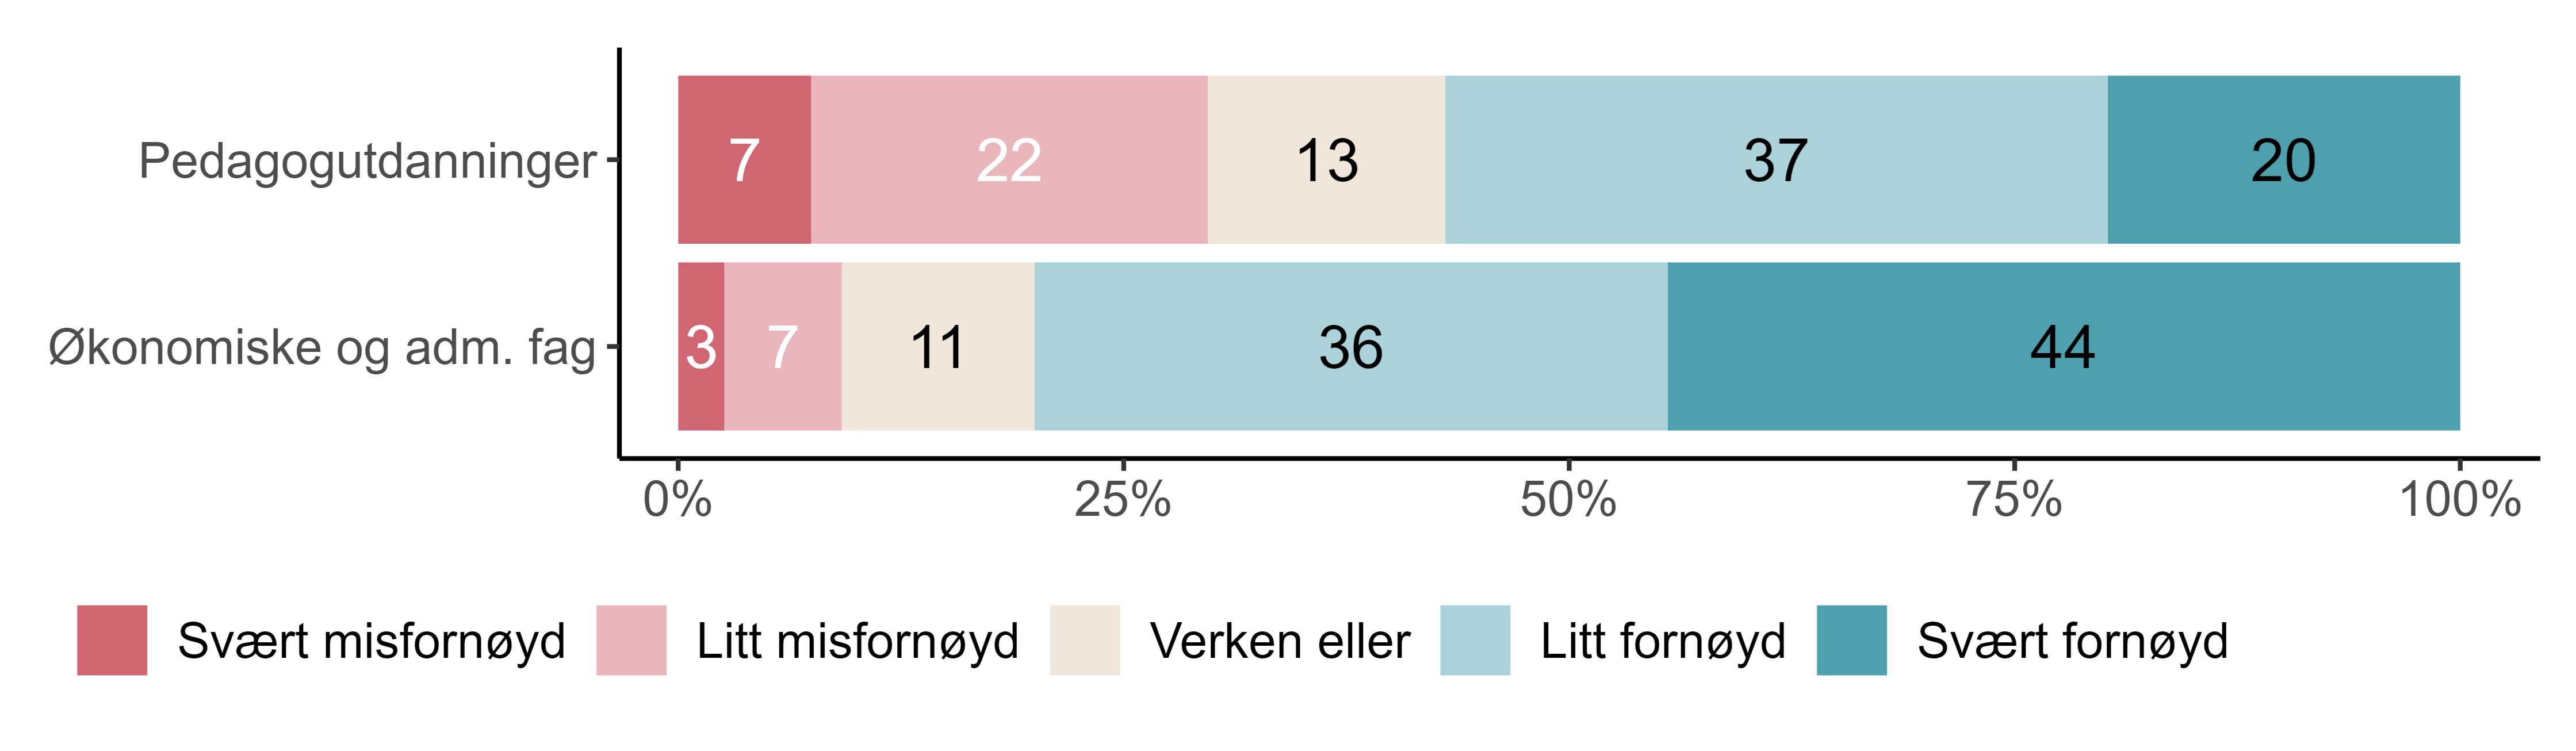 Pedagogutdanninger 7 22 13 37 20
Økonomiske og adm. fag 3 7 11 36 44
0% 25% 50% 75% 100%
Svært misfornøyd Litt misfornøyd Verken eller Litt fornøyd Svært fornøyd